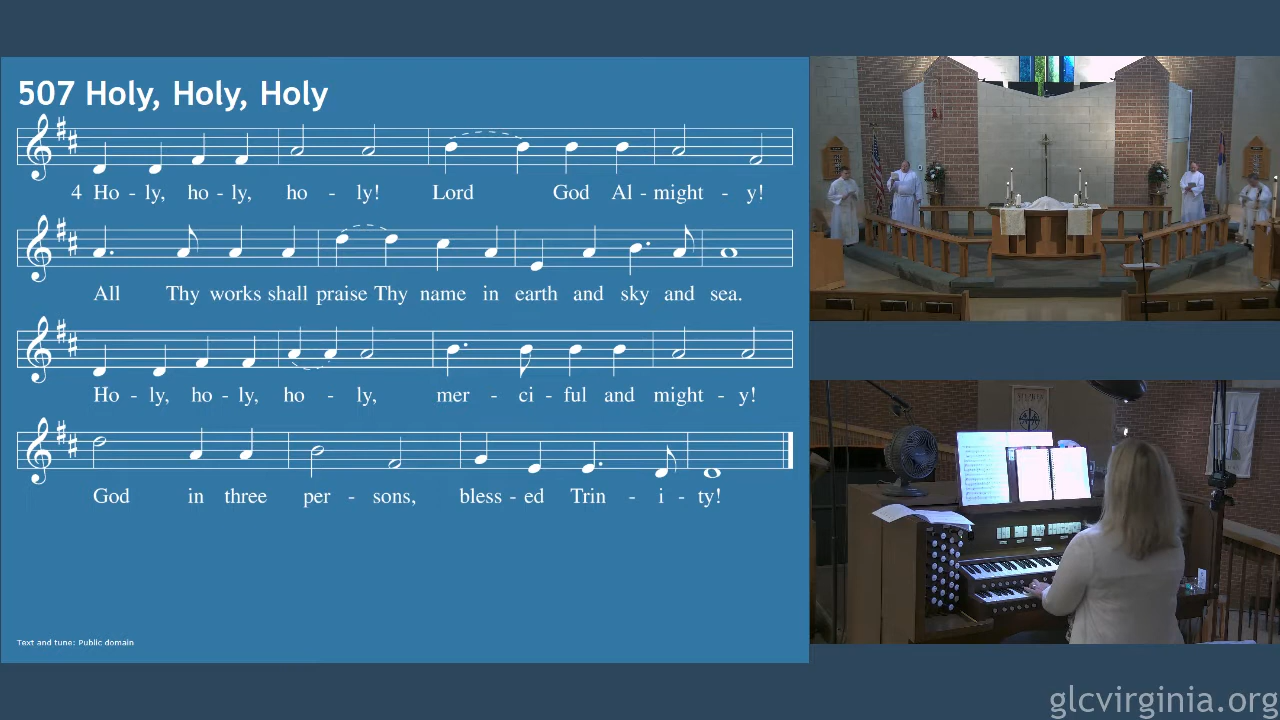 507 Holy, Holy, Holy
4 Ho - ly, ho - ly, ho - ly! Lord God Al - might - y!
All Thy works shall praise Thy name in earth and sky and sea.
Ho - ly, ho - ly, ho - ly, mer - ci - ful and might - y!
God in three per - sons, bless - ed Trin - i - ty!
Text and tune: Public domain
glcvirginia.org